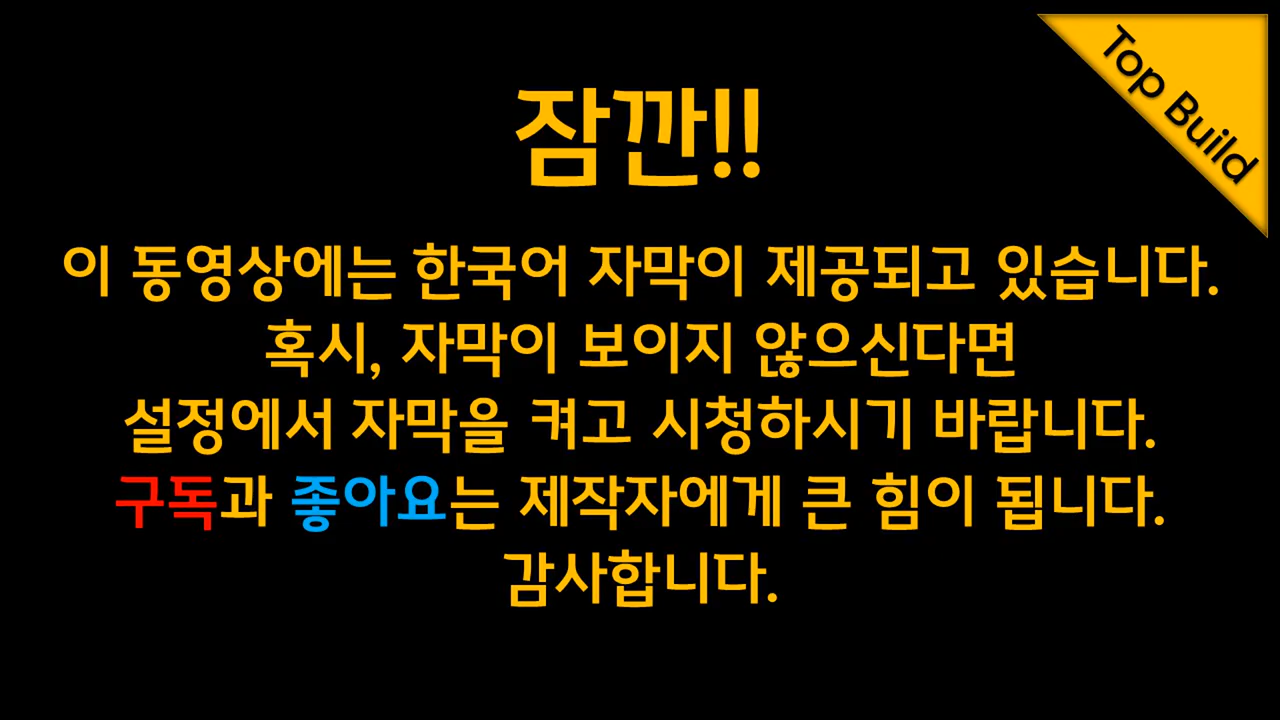 Top Build
잠깐!!
이 동영상에는 한국어 자막이 제공되고 있습니다.
혹시, 자막이 보이지 않으신다면
설정에서 자막을 켜고 시청하시기 바랍니다.
구독과 좋아요는 제작자에게 큰 힘이 됩니다.
감사합니다.